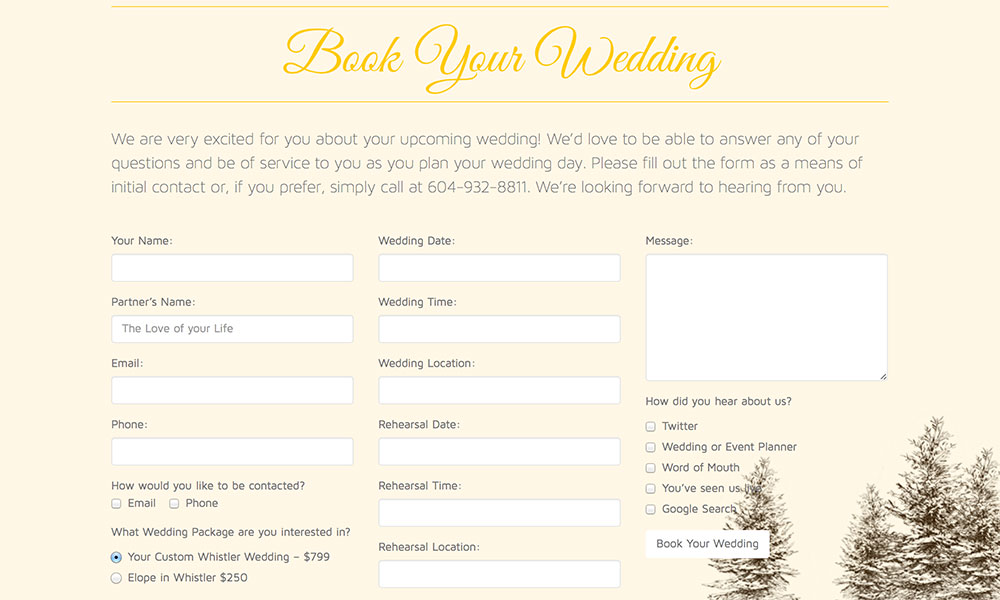 Book Your Wedding
We are very excited for you about your upcoming wedding! We'd love to be able to answer any of your
questions and be of service to you as you plan your wedding day. Please fill out the form as a means of
initial contact or, if you prefer, simply call at 604-932-8811. We're looking forward to hearing from you.
Your Name:
Partner's Name:
The Love of your Life
Email:
Phone:
How would you like to be contacted?
Email Phone
What Wedding Package are you interested in?
Your Custom Whistler Wedding – $799
Elope in Whistler $250
Wedding Date:
Wedding Time:
Wedding Location:
Rehearsal Date:
Rehearsal Time:
Rehearsal Location:
Message:
How did you hear about us?
Twitter
Wedding or Event Planner
Word of Mouth
You've seen us
Google Search
Book Your Wedding